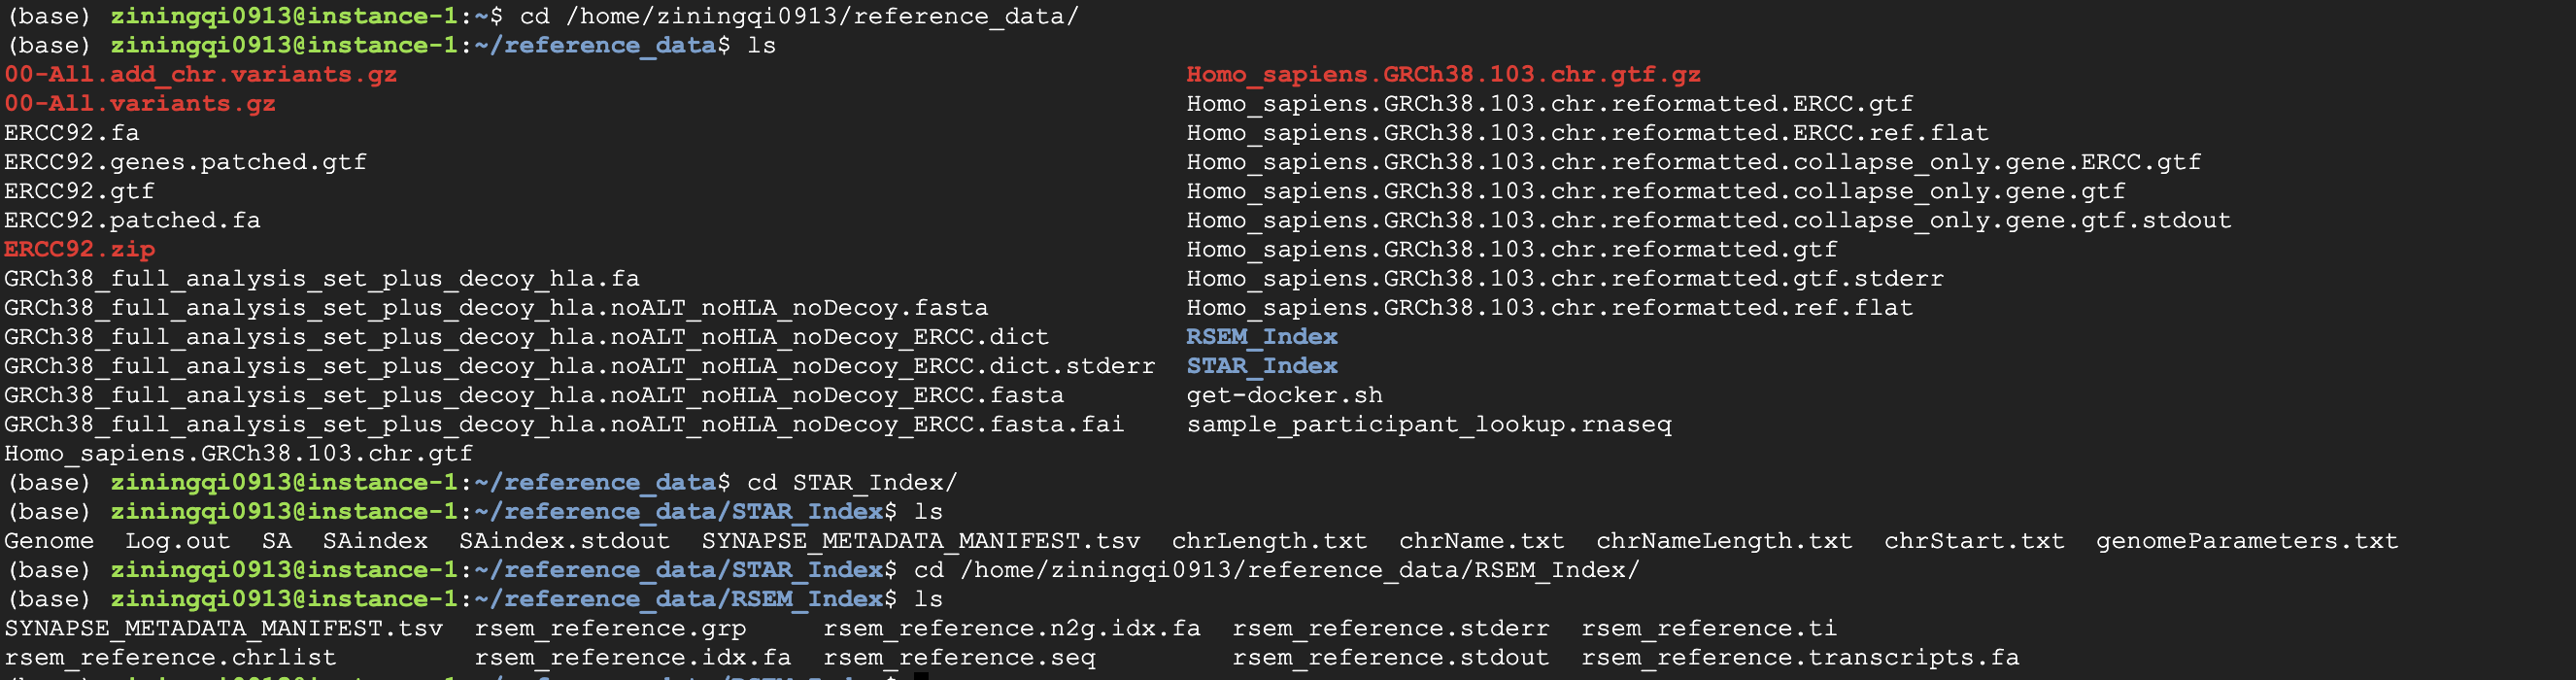 (base) ziningqi0913@instance-1:~$ cd /home/ziningqi0913/reference_data/
(base) ziningqi0913@instance-1:~/reference_data$ ls
00-All.add_chr.variants.gz Homo_sapiens.GRCh38.103.chr.gtf.gz
00-All.variants.gz Homo_sapiens.GRCh38.103.chr.reformatted.ERCC.gtf
ERCC92.fa Homo_sapiens.GRCh38.103.chr.reformatted.ERCC.ref.flat
ERCC92.genes.patched.gtf Homo_sapiens.GRCh38.103.chr.reformatted.collapse_only.gene.ERCC.gtf
ERCC92.gtf Homo_sapiens.GRCh38.103.chr.reformatted.collapse_only.gene.gtf
ERCC92.patched.fa Homo_sapiens.GRCh38.103.chr.reformatted.collapse_only.gene.gtf.stdout
ERCC92.zip Homo_sapiens.GRCh38.103.chr.reformatted.gtf
GRCh38_full_analysis_set_plus_decoy_hla.fa Homo_sapiens.GRCh38.103.chr.reformatted.gtf.stderr
GRCh38_full_analysis_set_plus_decoy_hla.noALT_noHLA_noDecoy.fasta Homo_sapiens.GRCh38.103.chr.reformatted.ref.flat
GRCh38_full_analysis_set_plus_decoy_hla.noALT_noHLA_noDecoy_ERCC.dict RSEM_Index
GRCh38_full_analysis_set_plus_decoy_hla.noALT_noHLA_noDecoy_ERCC.dict.stderr STAR_Index
GRCh38_full_analysis_set_plus_decoy_hla.noALT_noHLA_noDecoy_ERCC.fasta get-docker.sh
GRCh38_full_analysis_set_plus_decoy_hla.noALT_noHLA_noDecoy_ERCC.fasta.fai sample_participant_lookup.rnaseq
Homo_sapiens.GRCh38.103.chr.gtf
(base) ziningqi0913@instance-1:~/reference_data$ cd STAR_Index/
(base) ziningqi0913@instance-1:~/reference_data/STAR_Index$ ls
Genome Log.out SA SAindex SAindex.stdout SYNAPSE_METADATA_MANIFEST.tsv chrLength.txt chrName.txt chrNameLength.txt chrStart.txt genomeParameters.txt
(base) ziningqi0913@instance-1:~/reference_data/STAR_Index$ cd /home/ziningqi0913/reference_data/RSEM_Index/
(base) ziningqi0913@instance-1:~/reference_data/RSEM_Index$ ls
SYNAPSE_METADATA_MANIFEST.tsv rsem_reference.grp rsem_reference.n2g.idx.fa rsem_reference.stderr rsem_reference.ti
rsem_reference.chrlist rsem_reference.idx.fa rsem_reference.seq rsem_reference.stdout rsem_reference.transcripts.fa
(base) ziningqi0913@instance-1:~/reference_data/RSEM_Index$